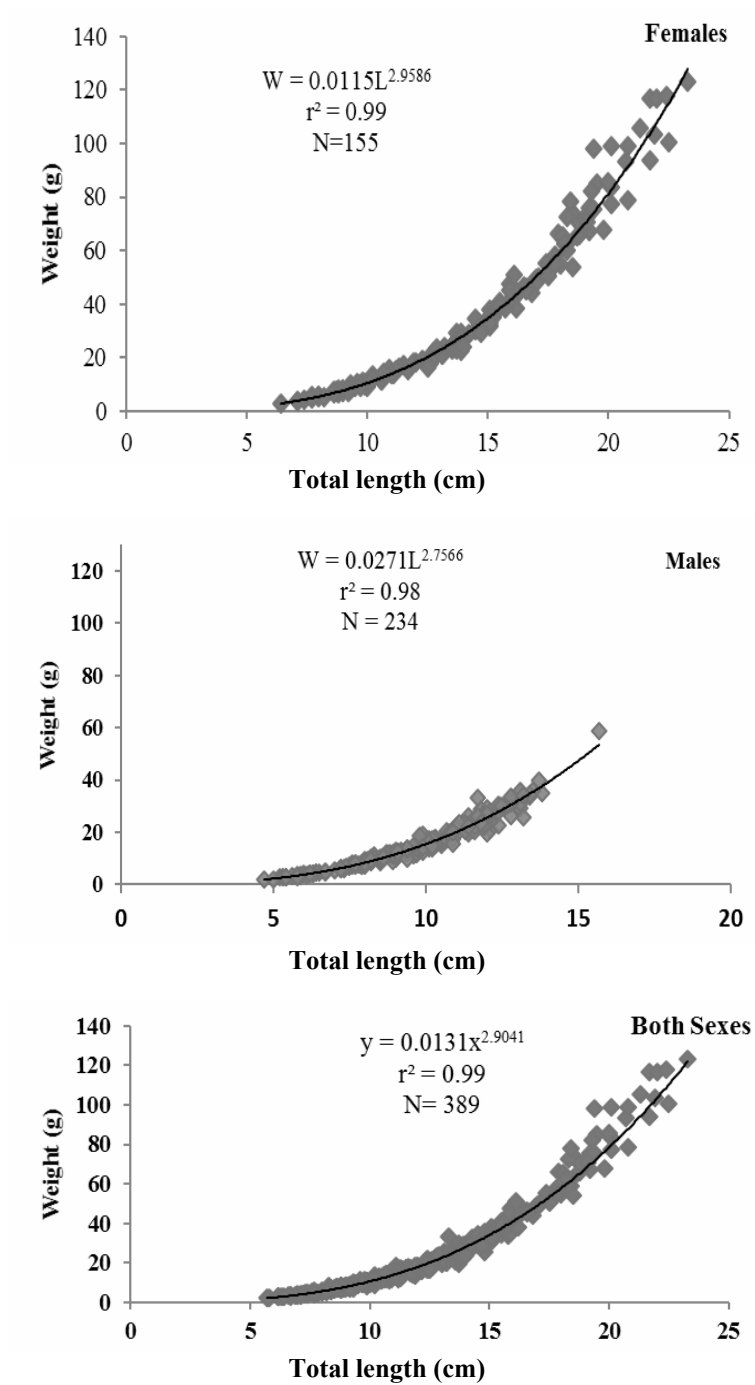 Females
W = 0.0115L^2.9586
r² = 0.99
N=155
Weight (g)
140
120
100
80
60
40
20
0
0 5 10 15 20 25
Total length (cm)
Males
W = 0.0271L^2.7566
r² = 0.98
N = 234
Weight (g)
120
100
80
60
40
20
0
0 5 10 15 20
Total length (cm)
Both Sexes
y = 0.0131x^2.9041
r² = 0.99
N= 389
Weight (g)
140
120
100
80
60
40
20
0
0 5 10 15 20 25
Total length (cm)